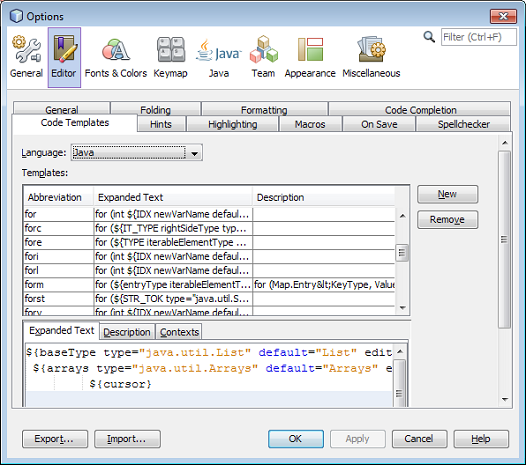 Options
Filter (Ctrl+F)
General Editor Fonts & Colors Keymap Java Team Appearance Miscellaneous
General Folding Formatting Code Completion
Code Templates Hints Highlighting Macros On Save Spellchecker
Language: Java
Templates:
Abbreviation Expanded Text Description
New
for for (int ${IDX newVarName defaul...
forc for (${IT_TYPE rightSideType typ...
Remove
fore for (${TYPE iterableElementType ...
fori for (int ${IDX newVarName defaul...
forl for (int ${IDX newVarName defaul...
form for (${entryType iterableElementT... for (Map.Entry&lt;KeyType, Value
forst for (${STR_TOK type="java.util.S...
forv for (int ${IDX newVarName defaul...
Expanded Text Description Contexts
${baseType type="java.util.List" default="List" edit
${arrays type="java.util.Arrays" default="Arrays" e
${cursor}
Export... Import... OK Apply Cancel Help